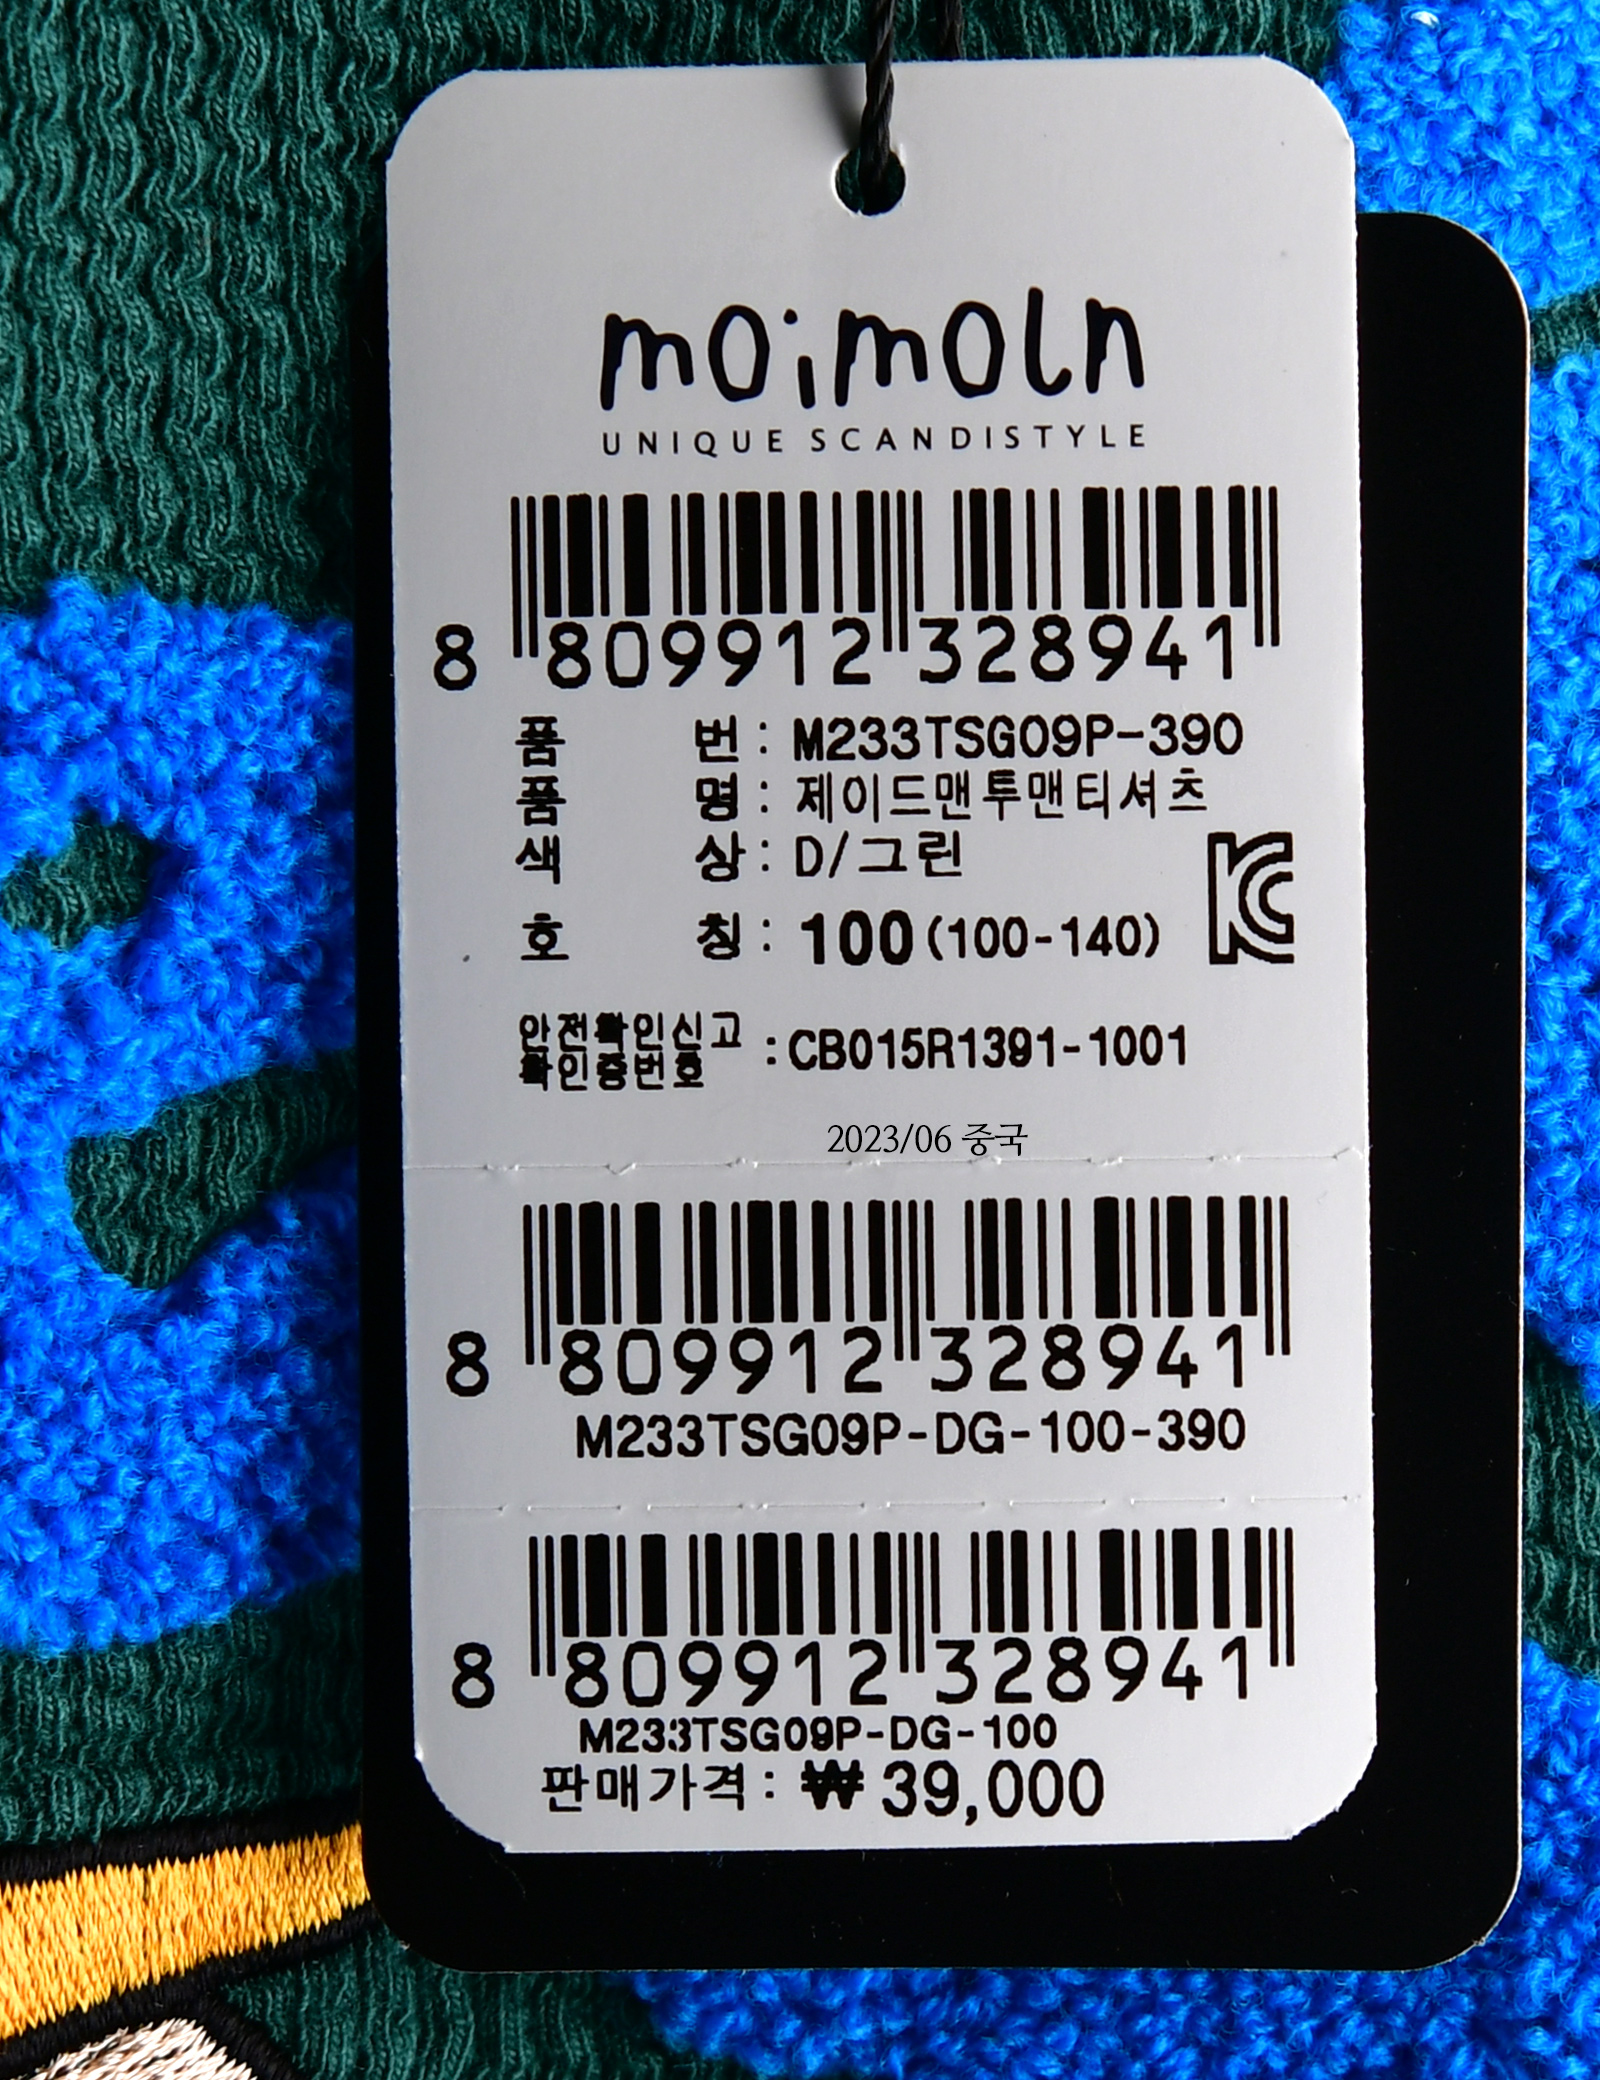 moimoln
UNIQUE SCANDISTYLE
8 809912 328941
품 번 : M233TSG09P-390
품 명 : 제이드맨투맨티셔츠
색 상 : D/그린
호 칭 : 100 (100-140)
안전확인신고
확인증번호 : CB015R1391-1001
2023/06 중국
8 809912 328941
M233TSG09P-DG-100-390
8 809912 328941
M233TSG09P-DG-100
판매가격 : ₩ 39,000